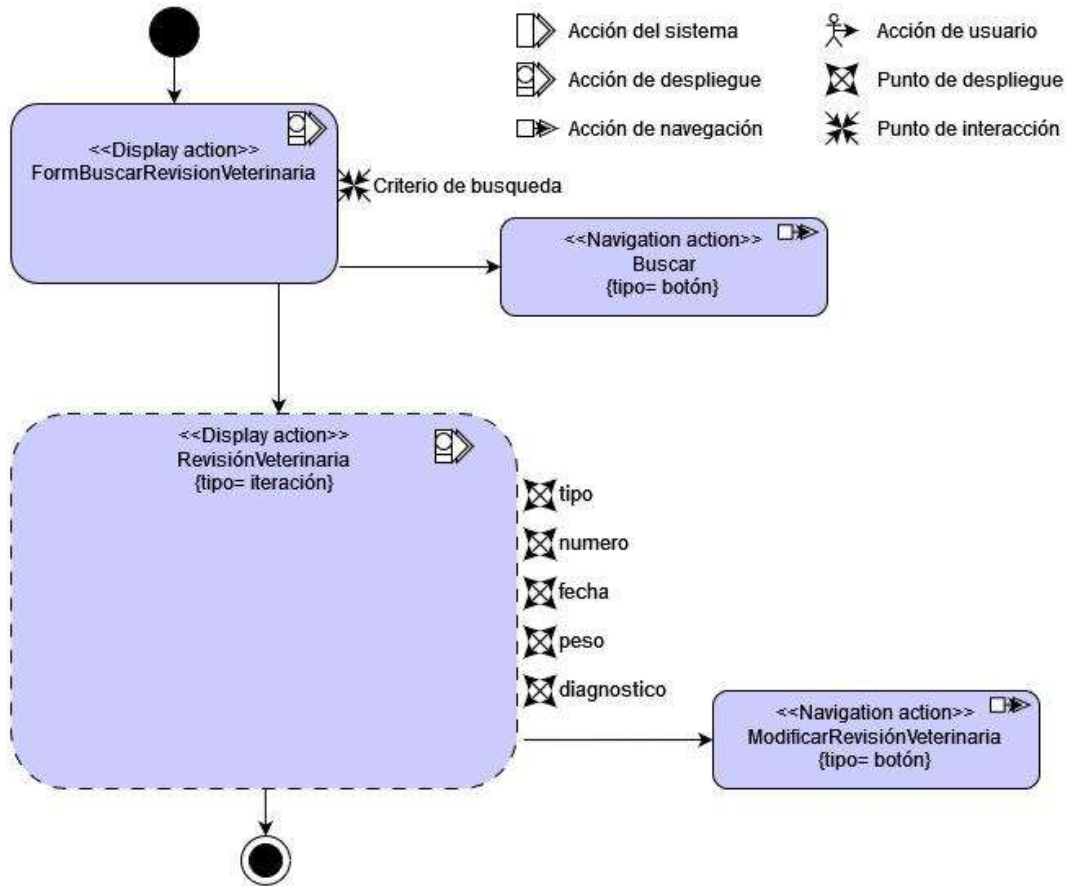 Acción del sistema
Acción de usuario
Acción de despliegue
Punto de despliegue
Acción de navegación
Punto de interacción
<<Display action>>
FormBuscarRevisionVeterinaria
Criterio de busqueda
<<Navigation action>>
Buscar
{tipo= botón}
<<Display action>>
RevisiónVeterinaria
{tipo= iteración}
tipo
numero
fecha
peso
diagnostico
<<Navigation action>>
ModificarRevisiónVeterinaria
{tipo= botón}